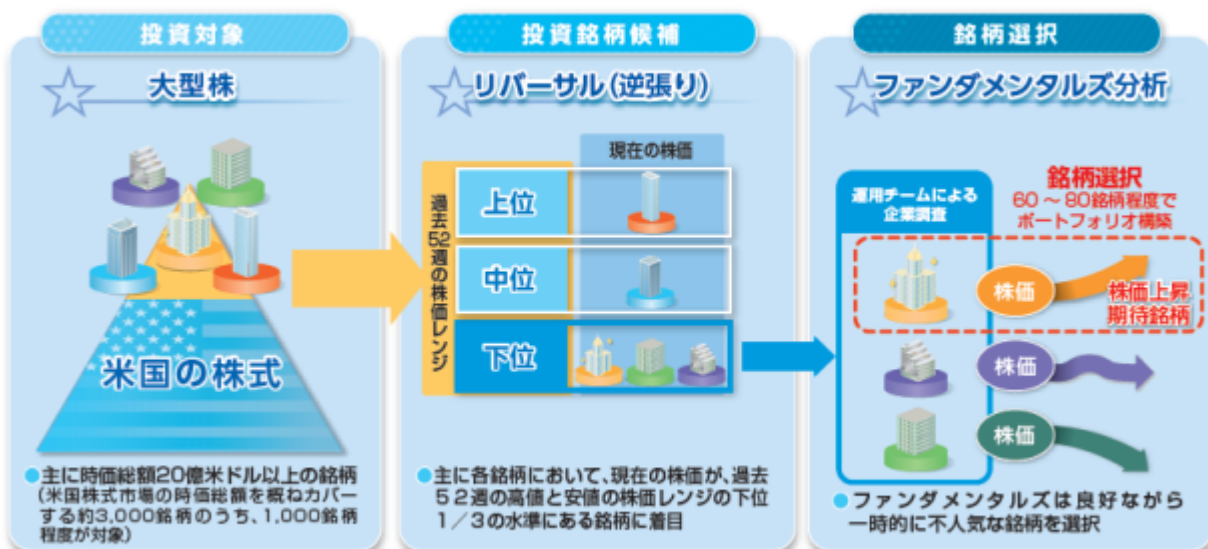 投資対象
大型株
米国の株式
●主に時価総額20億米ドル以上の銘柄
(米国株式市場の時価総額を概ねカバー
する約3,000銘柄のうち、1,000銘柄
程度が対象)
投資銘柄候補
リバーサル(逆張り)
現在の株価
過去52週の株価レンジ
上位
中位
下位
●主に各銘柄において、現在の株価が、過去
52週の高値と安値の株価レンジの下位
1/3の水準にある銘柄に着目
銘柄選択
ファンダメンタルズ分析
運用チームによる
企業調査
銘柄選択
60～80銘柄程度で
ポートフォリオ構築
株価
株価上昇
期待銘柄
株価
株価
●ファンダメンタルズは良好ながら
一時的に不人気な銘柄を選択